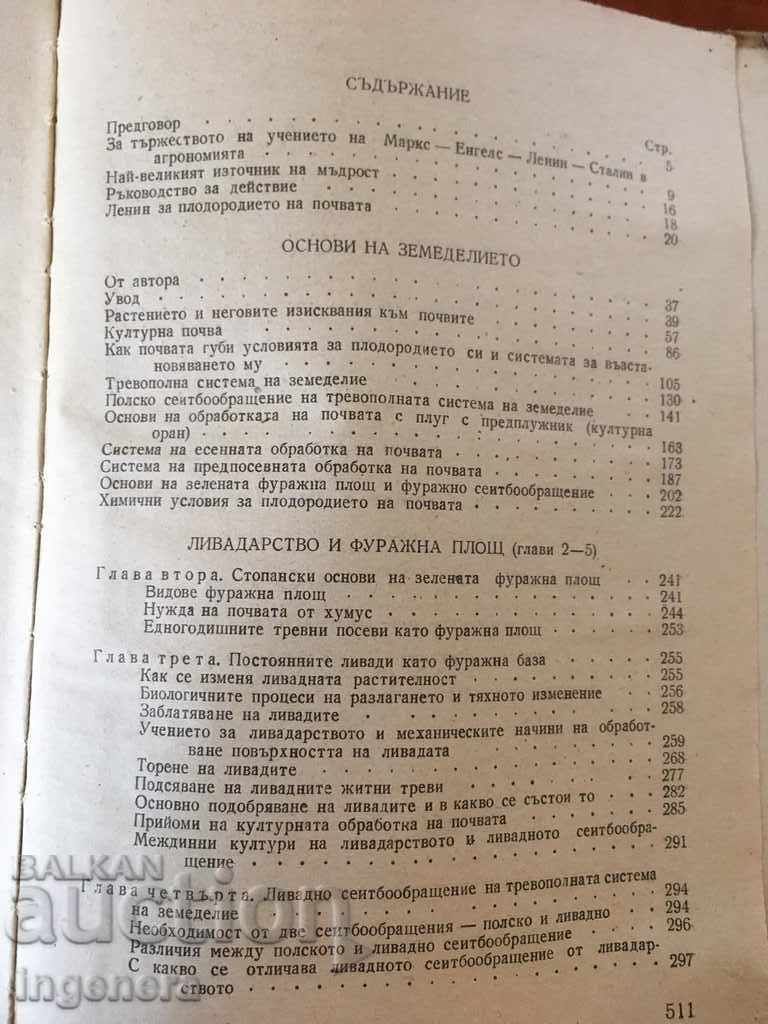 СЪДЪРЖАНИЕ
Стр.
Предговор 5
За тържеството на учението на Маркс — Енгелс — Ленин — Сталин в
агрономията 9
Най-великият източник на мъдрост 16
Ръководство за действие 18
Ленин за плодородието на почвата 20
ОСНОВИ НА ЗЕМЕДЕЛИЕТО
От автора 37
Увод 39
Растението и неговите изисквания към почвите 57
Културна почва 86
Как почвата губи условията за плодородието си и системата за възста-
новяването му 105
Тревополна система на земеделие 130
Полско сеитбообращение на тревополната система на земеделие 141
Основи на обработката на почвата с плуг с предплужник (културна
оран) 163
Система на есенната обработка на почвата 173
Система на предпосевната обработка на почвата 187
Основи на зелената фуражна площ и фуражно сеитбообращение 202
Химични условия за плодородието на почвата 222
ЛИВАДАРСТВО И ФУРАЖНА ПЛОЩ (глави 2—5)
Глава втора. Стопански основи на зелената фуражна площ 241
Видове фуражна площ 241
Нужда на почвата от хумус 244
Едногодишните тревни посеви като фуражна площ 253
Глава трета. Постоянните ливади като фуражна база 255
Как се изменя ливадната растителност 255
Биологичните процеси на разлагането и тяхното изменение 256
Заблатяване на ливадите 258
Учението за ливадарството и механическите начини на обработ-
ване повърхността на ливадата 259
Торене на ливадите 268
Подсяване на ливадните житни треви 277
Основно подобряване на ливадите и в какво се състои то 282
Прийоми на културната обработка на почвата 285
Междинни култури на ливадарството и ливадното сеитбообра-
щение 291
Глава четвърта. Ливадно сеитбообращение на тревополната система
на земеделие 294
Необходимост от две сеитбообращения — полско и ливадно 294
Различия между полското и ливадно сеитбообращение 296
С какво се отличава ливадното сеитбообращение от ливадар-
ството 297
511
BALKAN
auction
ingenera